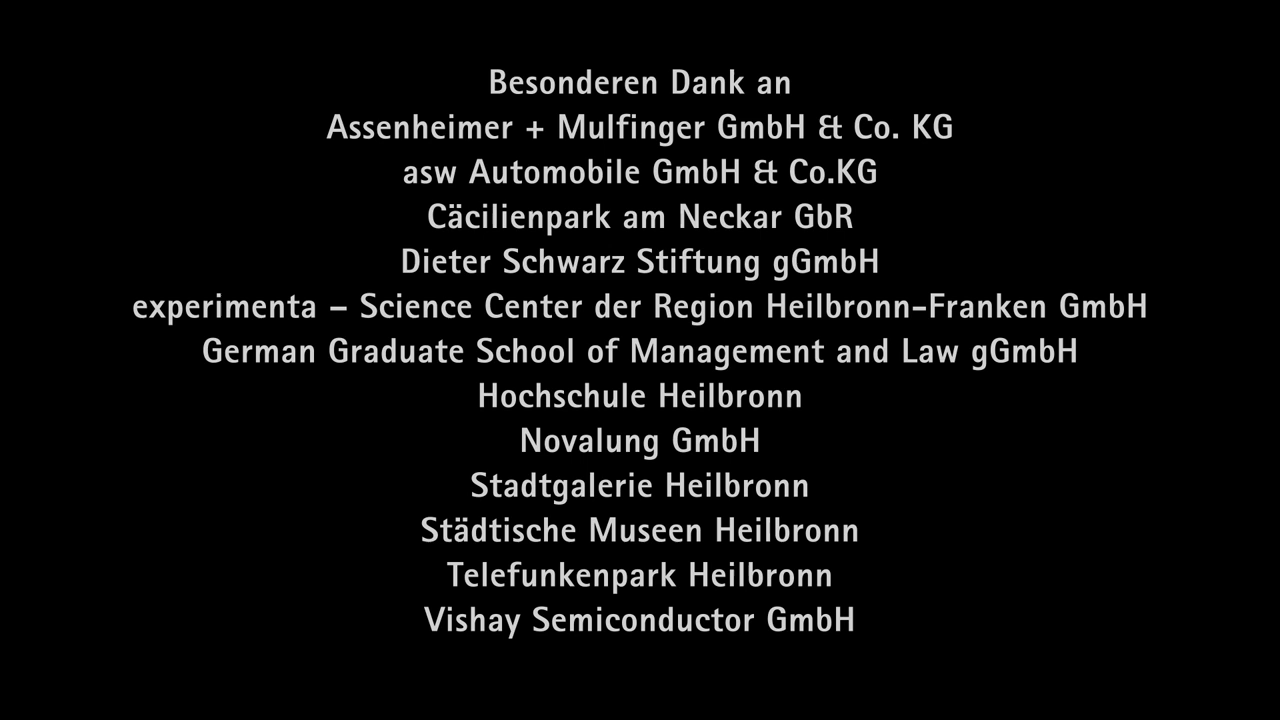 Besonderen Dank an
Assenheimer + Mulfinger GmbH & Co. KG
asw Automobile GmbH & Co.KG
Cäcilienpark am Neckar GbR
Dieter Schwarz Stiftung gGmbH
experimenta – Science Center der Region Heilbronn-Franken GmbH
German Graduate School of Management and Law gGmbH
Hochschule Heilbronn
Novalung GmbH
Stadtgalerie Heilbronn
Städtische Museen Heilbronn
Telefunkenpark Heilbronn
Vishay Semiconductor GmbH